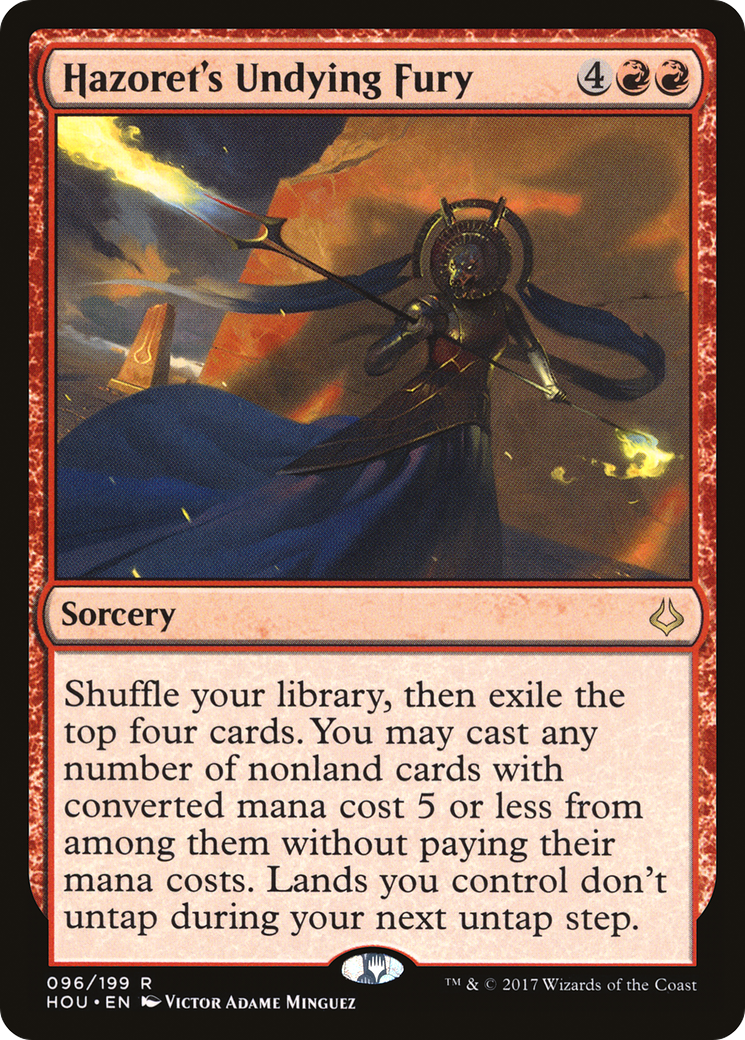 Hazoret's Undying Fury 4
Sorcery
Shuffle your library, then exile the
top four cards. You may cast any
number of nonland cards with
converted mana cost 5 or less from
among them without paying their
mana costs. Lands you control don't
untap during your next untap step.
096/199 R
HOU • EN Victor Adame Minguez
™ & © 2017 Wizards of the Coast